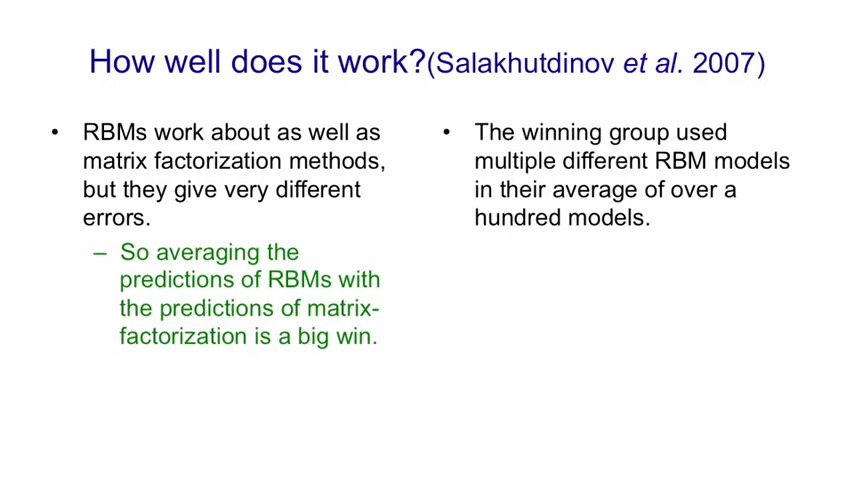 How well does it work?(Salakhutdinov et al. 2007)
• RBMs work about as well as
matrix factorization methods,
but they give very different
errors.
– So averaging the
predictions of RBMs with
the predictions of matrix-
factorization is a big win.
• The winning group used
multiple different RBM models
in their average of over a
hundred models.